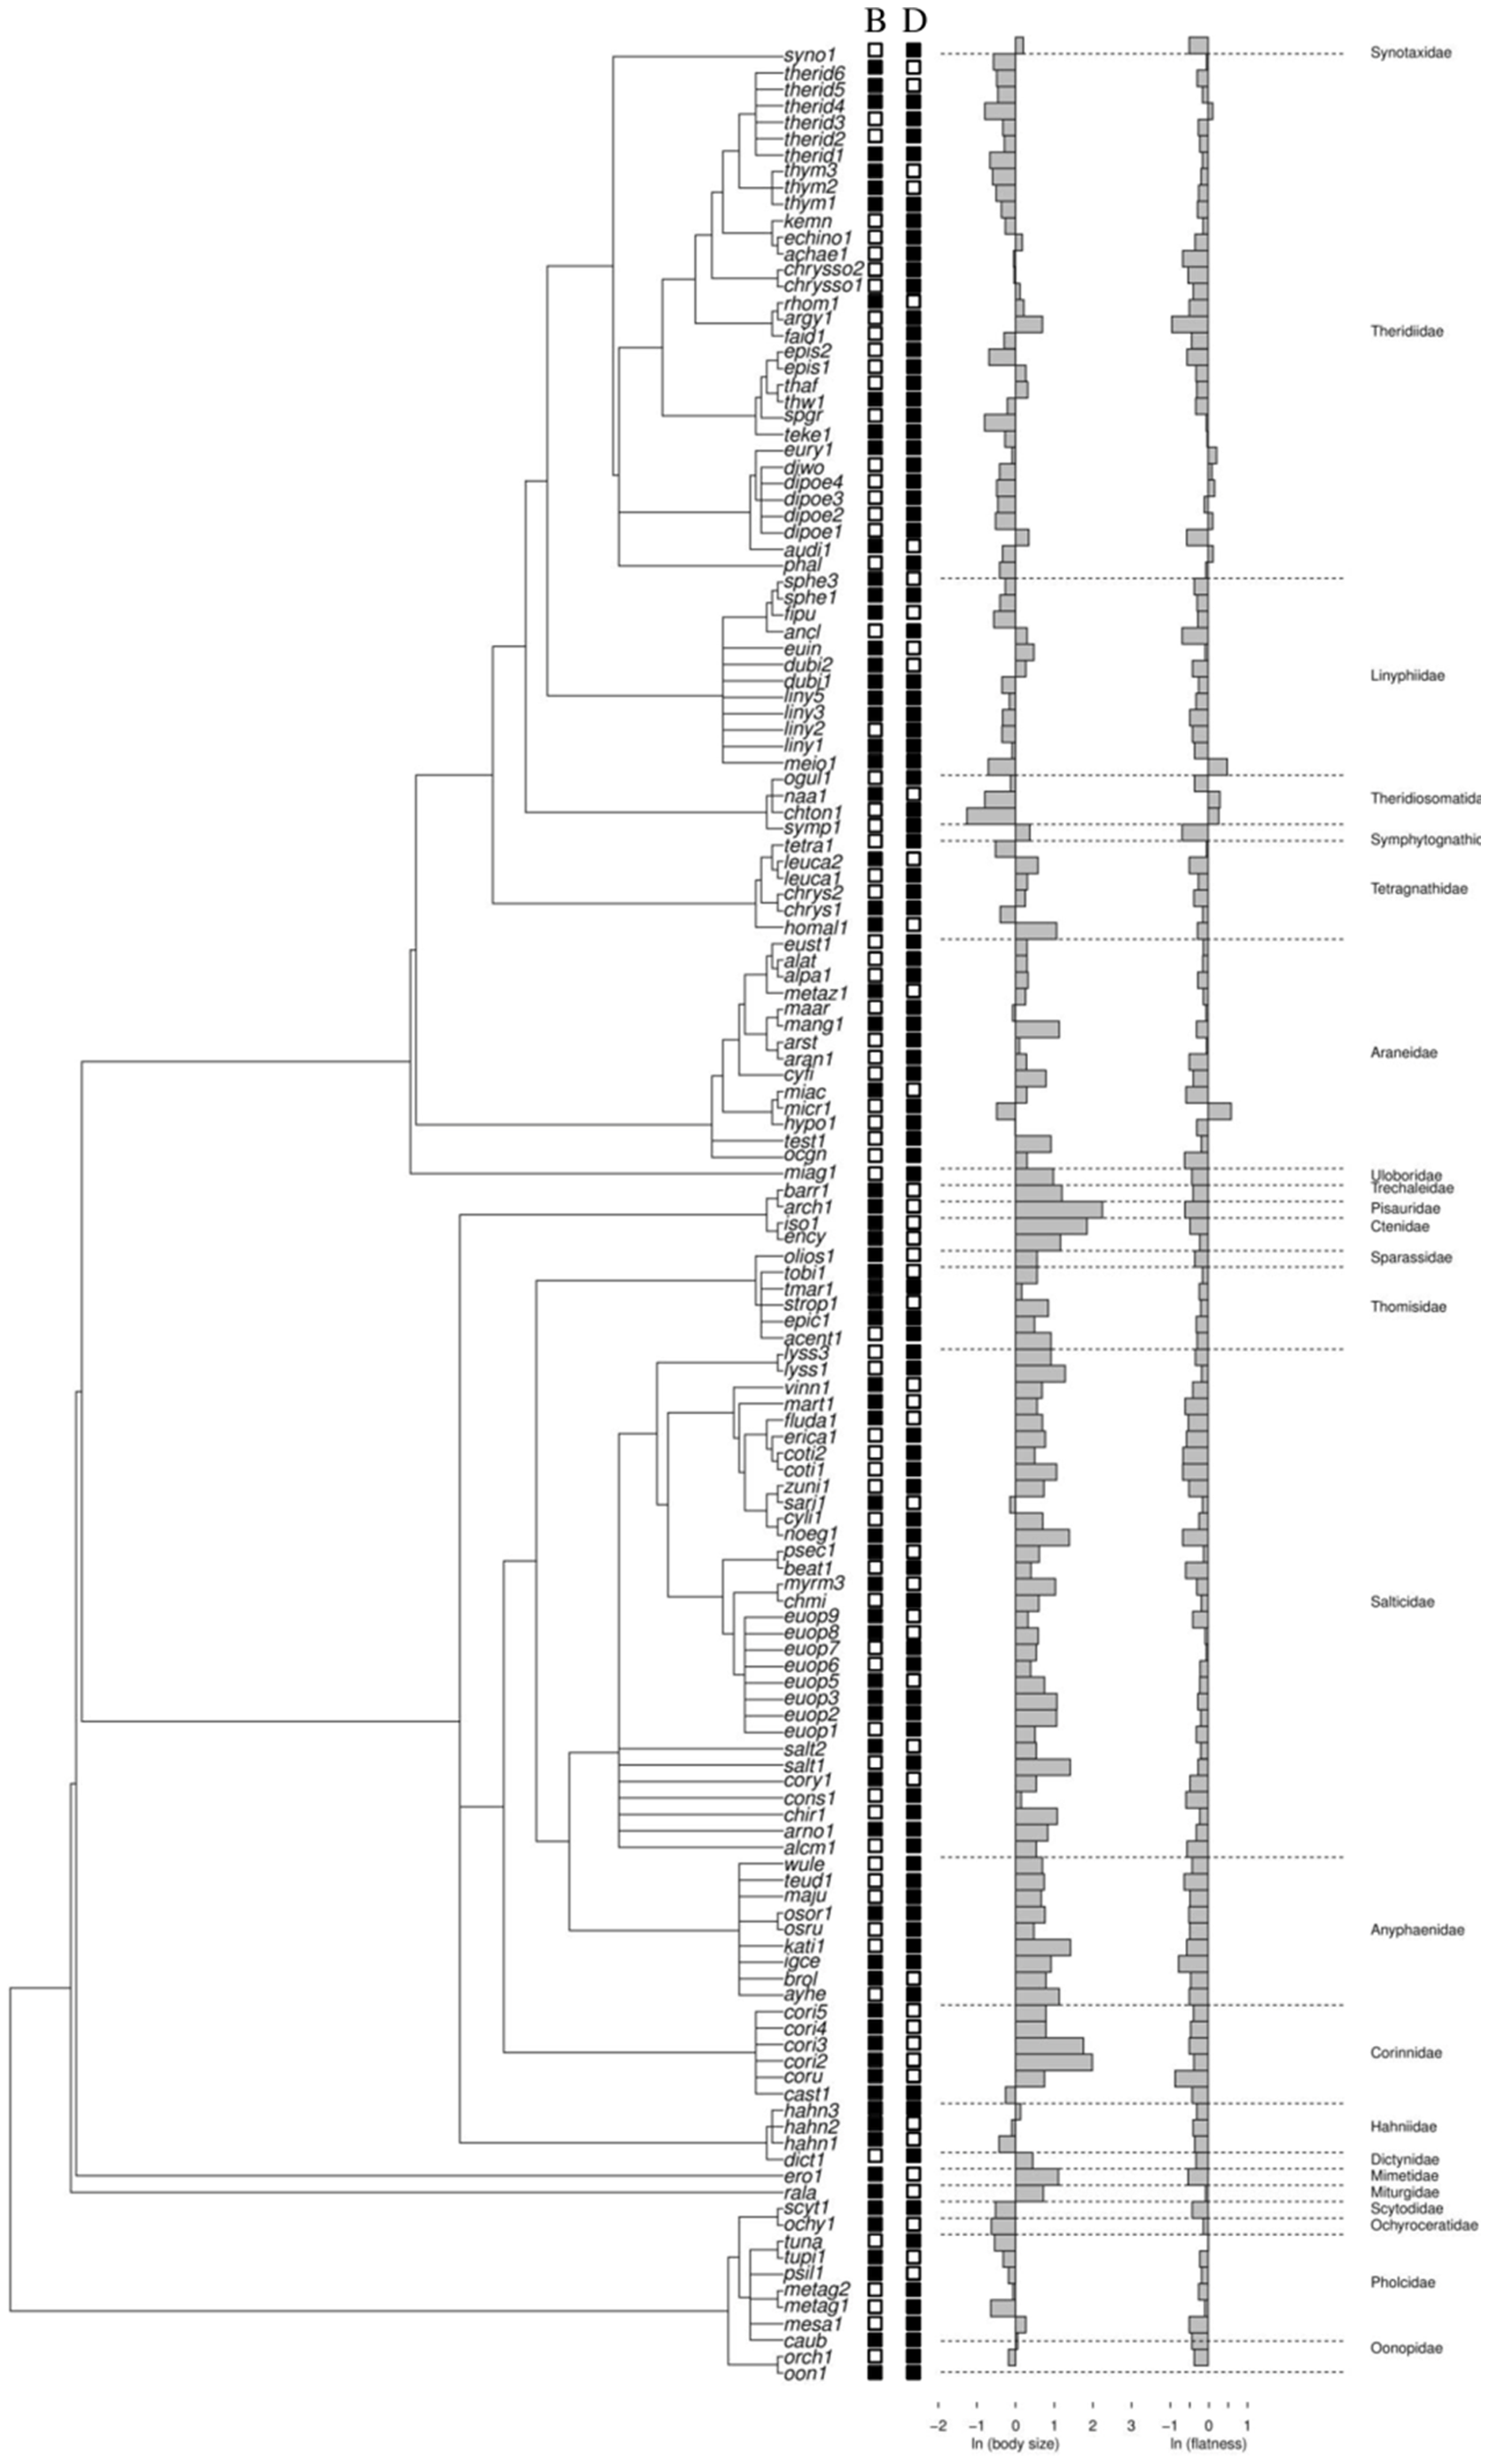 B D
syno1
Synotaxidae
therid6
therid5
therid4
therid3
therid2
therid1
thym3
thym2
thym1
kemn
echino1
achae1
chrysso2
chrysso1
rhom1
argy1
faid1
Theridiidae
epis2
epis1
thaf
thw1
spgr
teke1
eury1
diwo
dipoe4
dipoe3
dipoe2
dipoe1
audi1
phal
sphe3
sphe1
fipu
ancl
euin
dubi2
Linyphiidae
dubi1
liny5
liny3
liny2
liny1
meio1
ogul1
naa1
Theridiosomatida
chton1
symp1
Symphytognathic
tetra1
leuca2
leuca1
Tetragnathidae
chrys2
chrys1
homal1
eust1
alat
alpa1
metaz1
maar
mang1
arst
Araneidae
aran1
cyfi
miac
micr1
hypo1
test1
ocgn
miag1
Uloboridae
barr1
Trechaleidae
arch1
Pisauridae
iso1
Ctenidae
ency
olios1
Sparassidae
tobi1
tmar1
strop1
Thomisidae
epic1
acent1
lyss3
lyss1
vinn1
mart1
fluda1
erica1
coti2
coti1
zuni1
sarj1
cyli1
noeg1
psec1
beat1
myrm3
chmi
Salticidae
euop9
euop8
euop7
euop6
euop5
euop3
euop2
euop1
salt2
salt1
cory1
cons1
chir1
arno1
alcm1
wule
teud1
maju
osor1
osru
Anyphaenidae
kati1
igce
brol
ayhe
cori5
cori4
cori3
Corinnidae
cori2
coru
cast1
hahn3
hahn2
Hahniidae
hahn1
dict1
Dictynidae
ero1
Mimetidae
rala
Miturgidae
scyt1
Scytodidae
ochy1
Ochyroceratidae
tuna
tupi1
psil1
Pholcidae
metag2
metag1
mesa1
caub
Oonopidae
orch1
oon1
−2 −1 0 1 2 3 −1 0 1
ln (body size) ln (flatness)